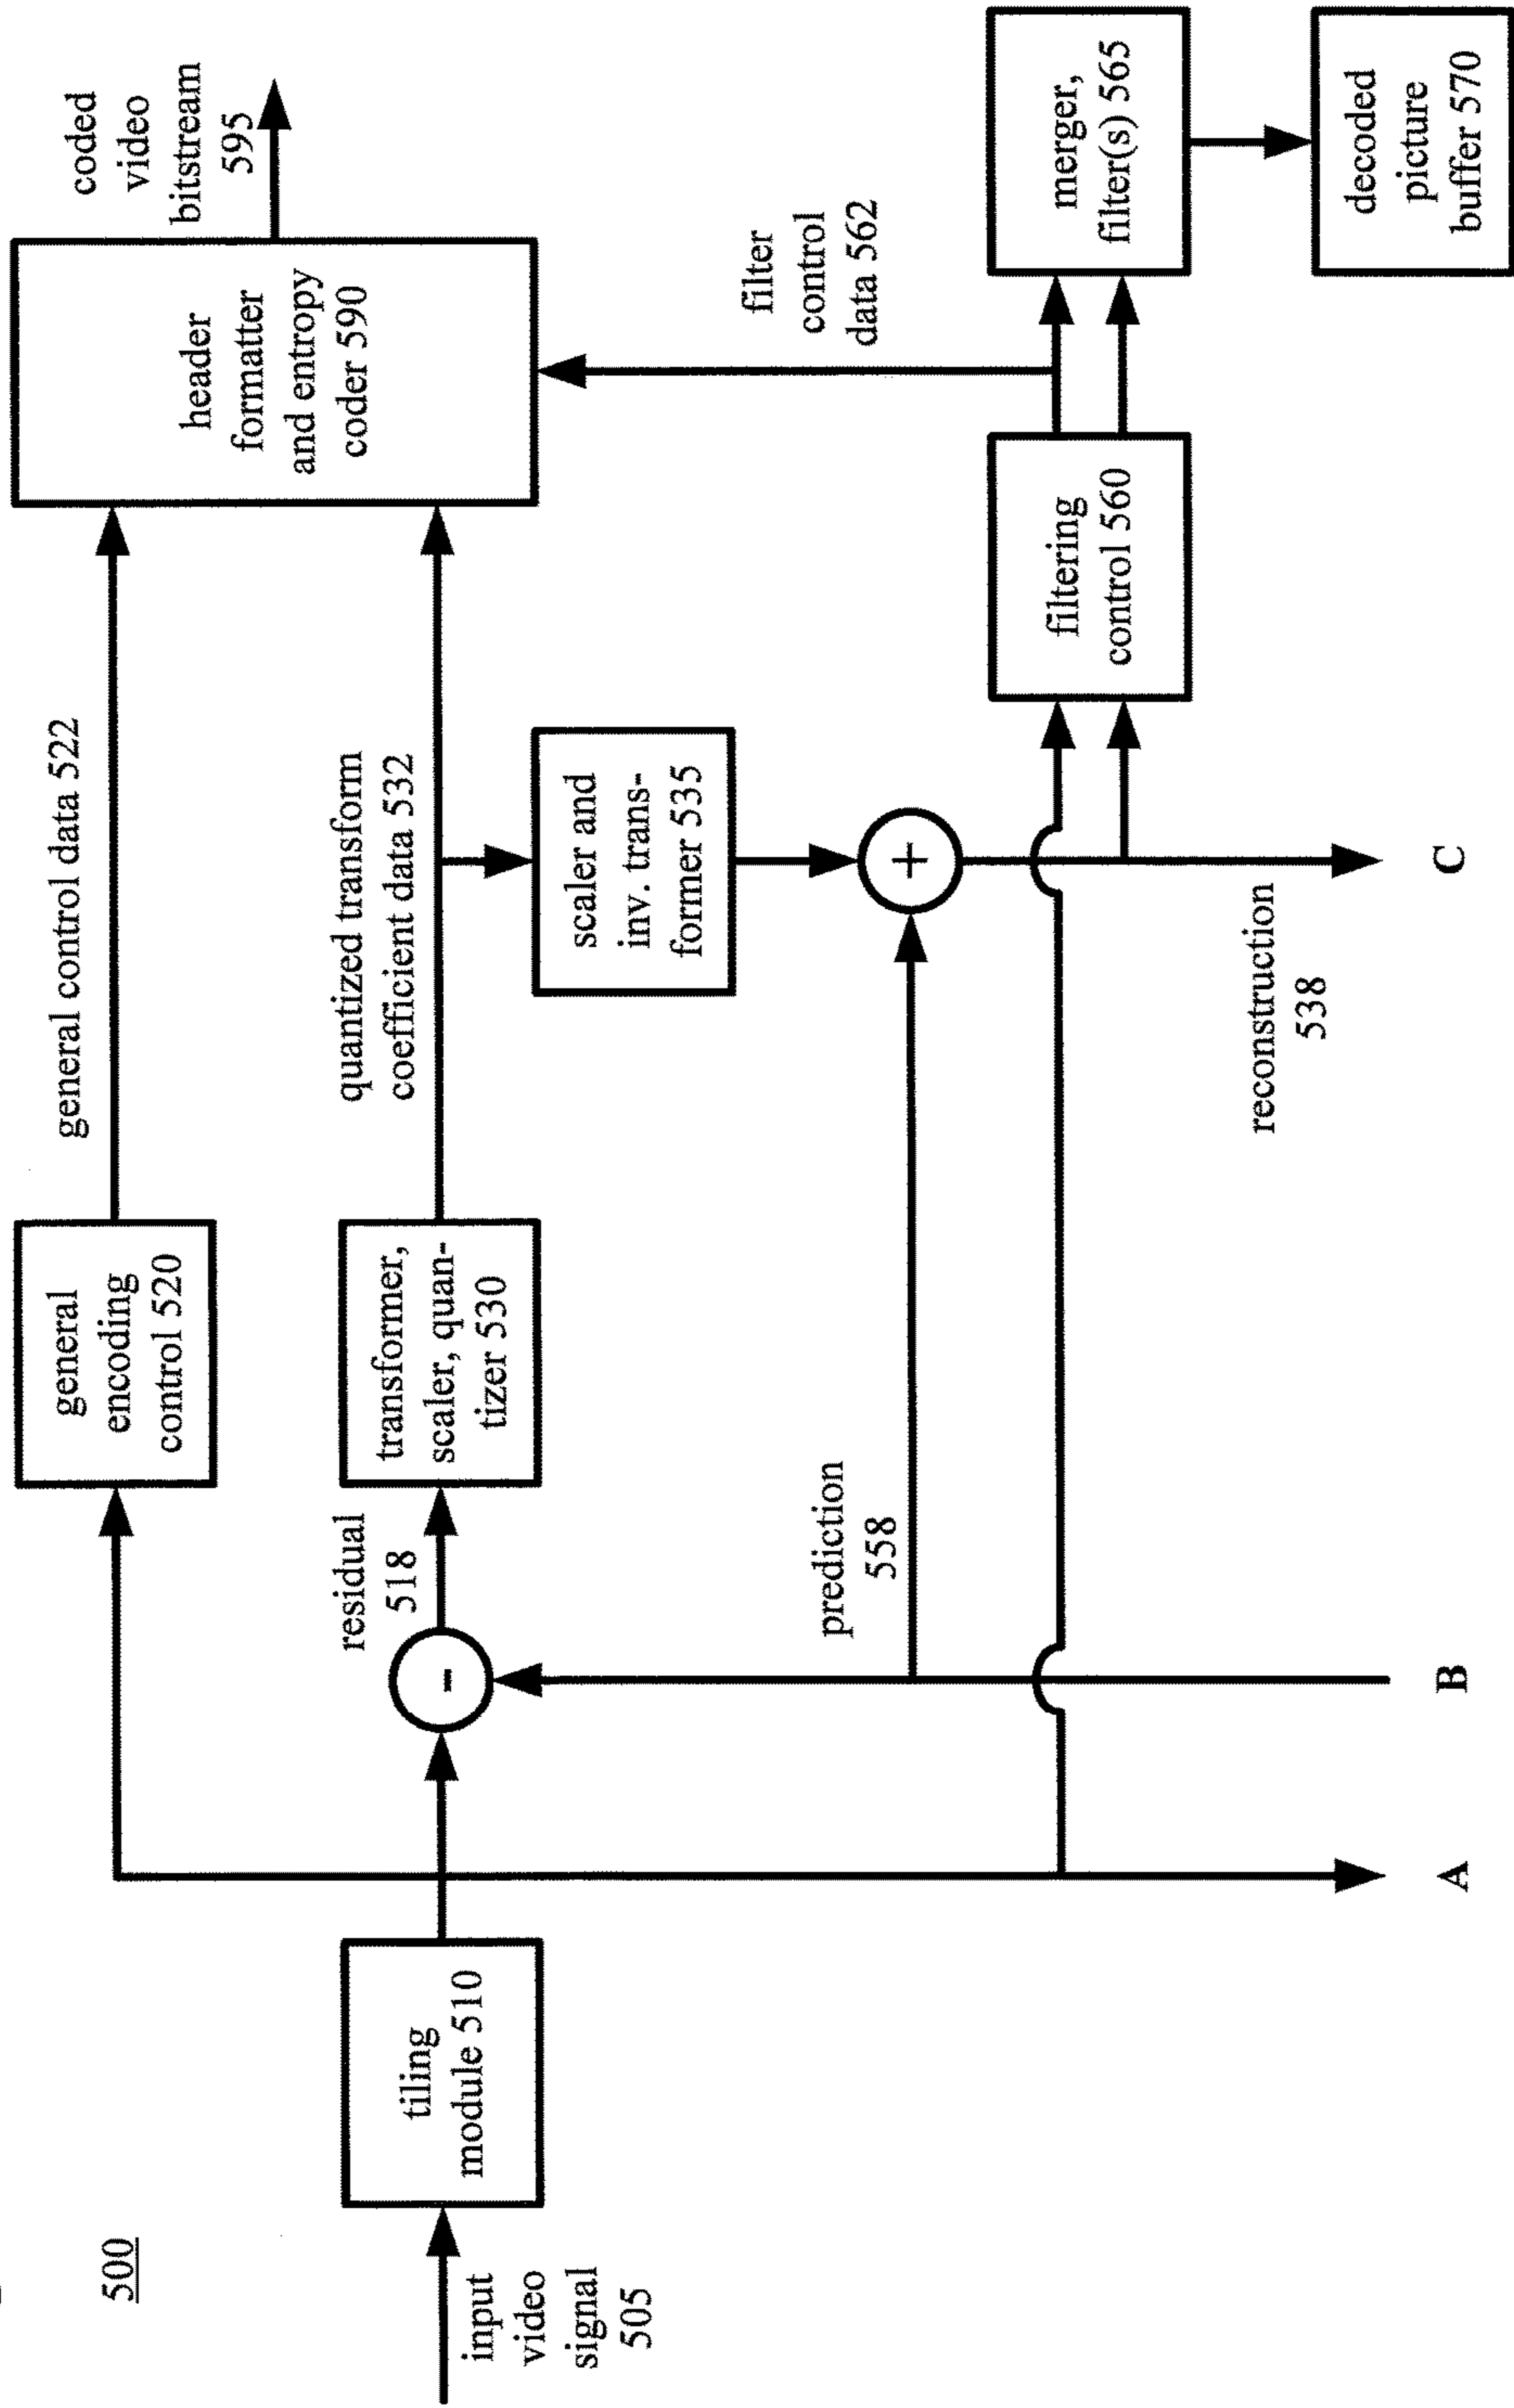 500
input
video
signal
505
tiling
module 510
general
encoding
control 520
general control data 522
residual
518
transformer,
scaler, quan-
tizer 530
quantized transform
coefficient data 532
header
formatter
and entropy
coder 590
coded
video
bitstream
595
-
scaler and
inv. trans-
former 535
prediction
558
+
filtering
control 560
filter
control
data 562
merger,
filter(s) 565
decoded
picture
buffer 570
reconstruction
538
A
B
C